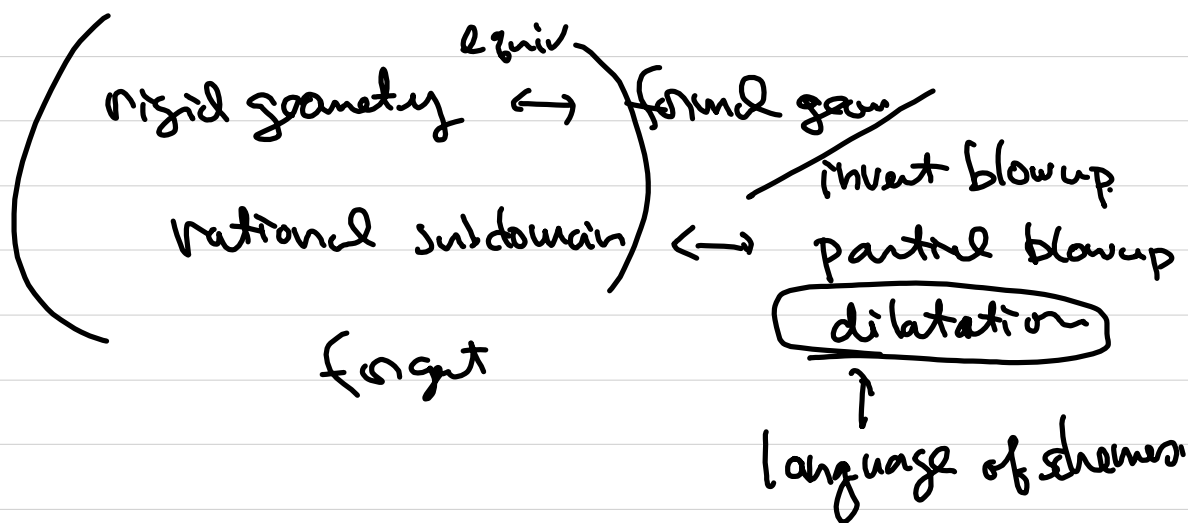 equiv
rigid geometry ↔ formal geom
invert blowup
rational subdomain ↔ partial blowup
dilatation
forget
language of schemes.